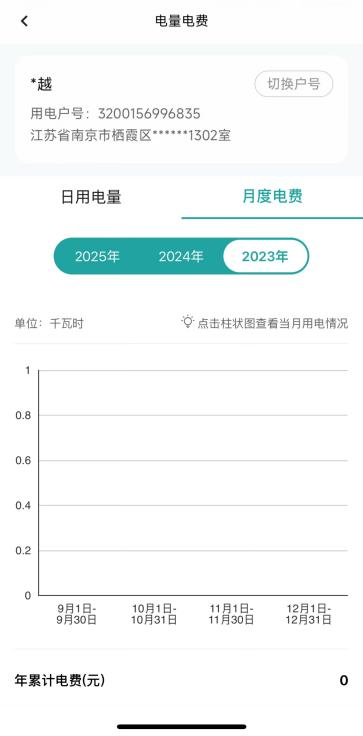 电量电费
*越
切换户号
用电户号：3200156996835
江苏省南京市栖霞区******1302室
日用电量
月度电费
2025年
2024年
2023年
单位：千瓦时
点击柱状图查看当月用电情况
1
0.8
0.6
0.4
0.2
0
9月1日-
9月30日
10月1日-
10月31日
11月1日-
11月30日
12月1日-
12月31日
年累计电费(元)
0